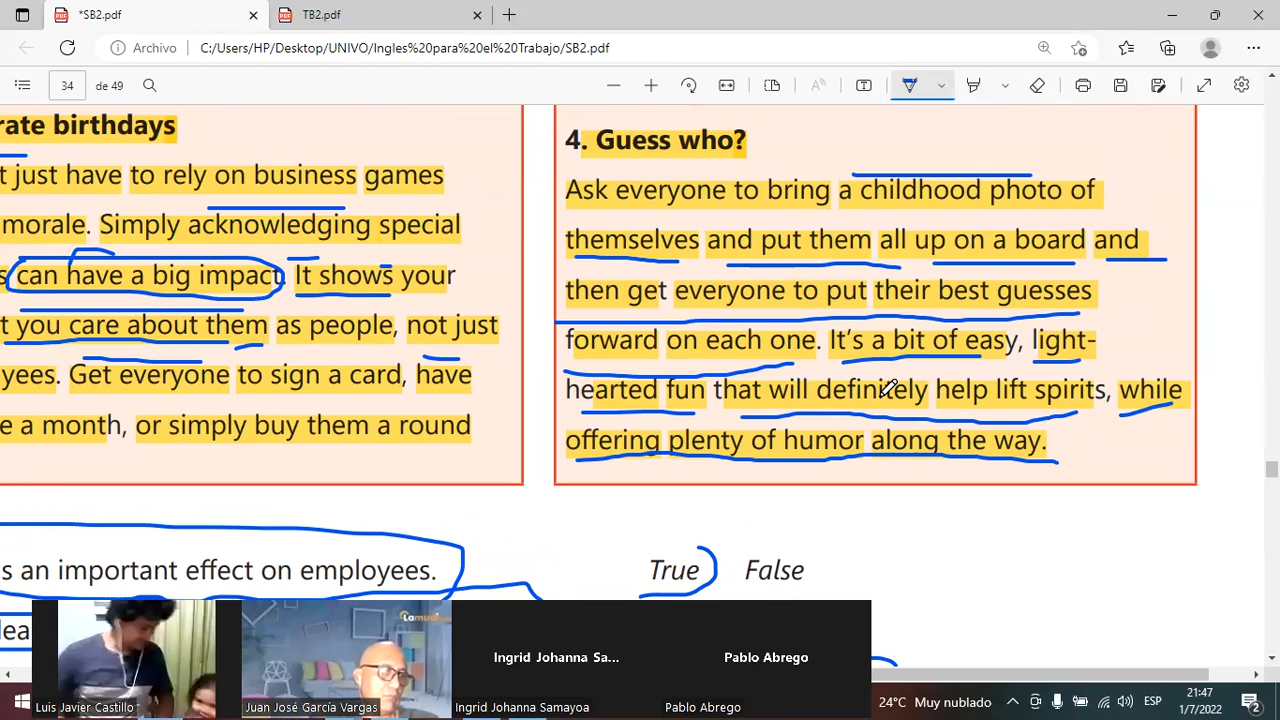 *SB2.pdf
TB2.pdf
Archivo
C:/Users/HP/Desktop/UNIVO/Ingles%20para%20el%20Trabajo/SB2.pdf
34
de 49
rate birthdays
t just have to rely on business games
morale. Simply acknowledging special
s can have a big impact. It shows your
t you care about them as people, not just
yees. Get everyone to sign a card, have
e a month, or simply buy them a round
4. Guess who?
Ask everyone to bring a childhood photo of
themselves and put them all up on a board and
then get everyone to put their best guesses
forward on each one. It's a bit of easy, light-
hearted fun that will definitely help lift spirits, while
offering plenty of humor along the way.
s an important effect on employees.
True
False
lea
Lamud
Ingrid Johanna Sa...
Pablo Abrego
Luis Javier Castillo
Juan José García Vargas
Ingrid Johanna Samayoa
Pablo Abrego
24°C Muy nublado
ESP
21:47
1/7/2022
2